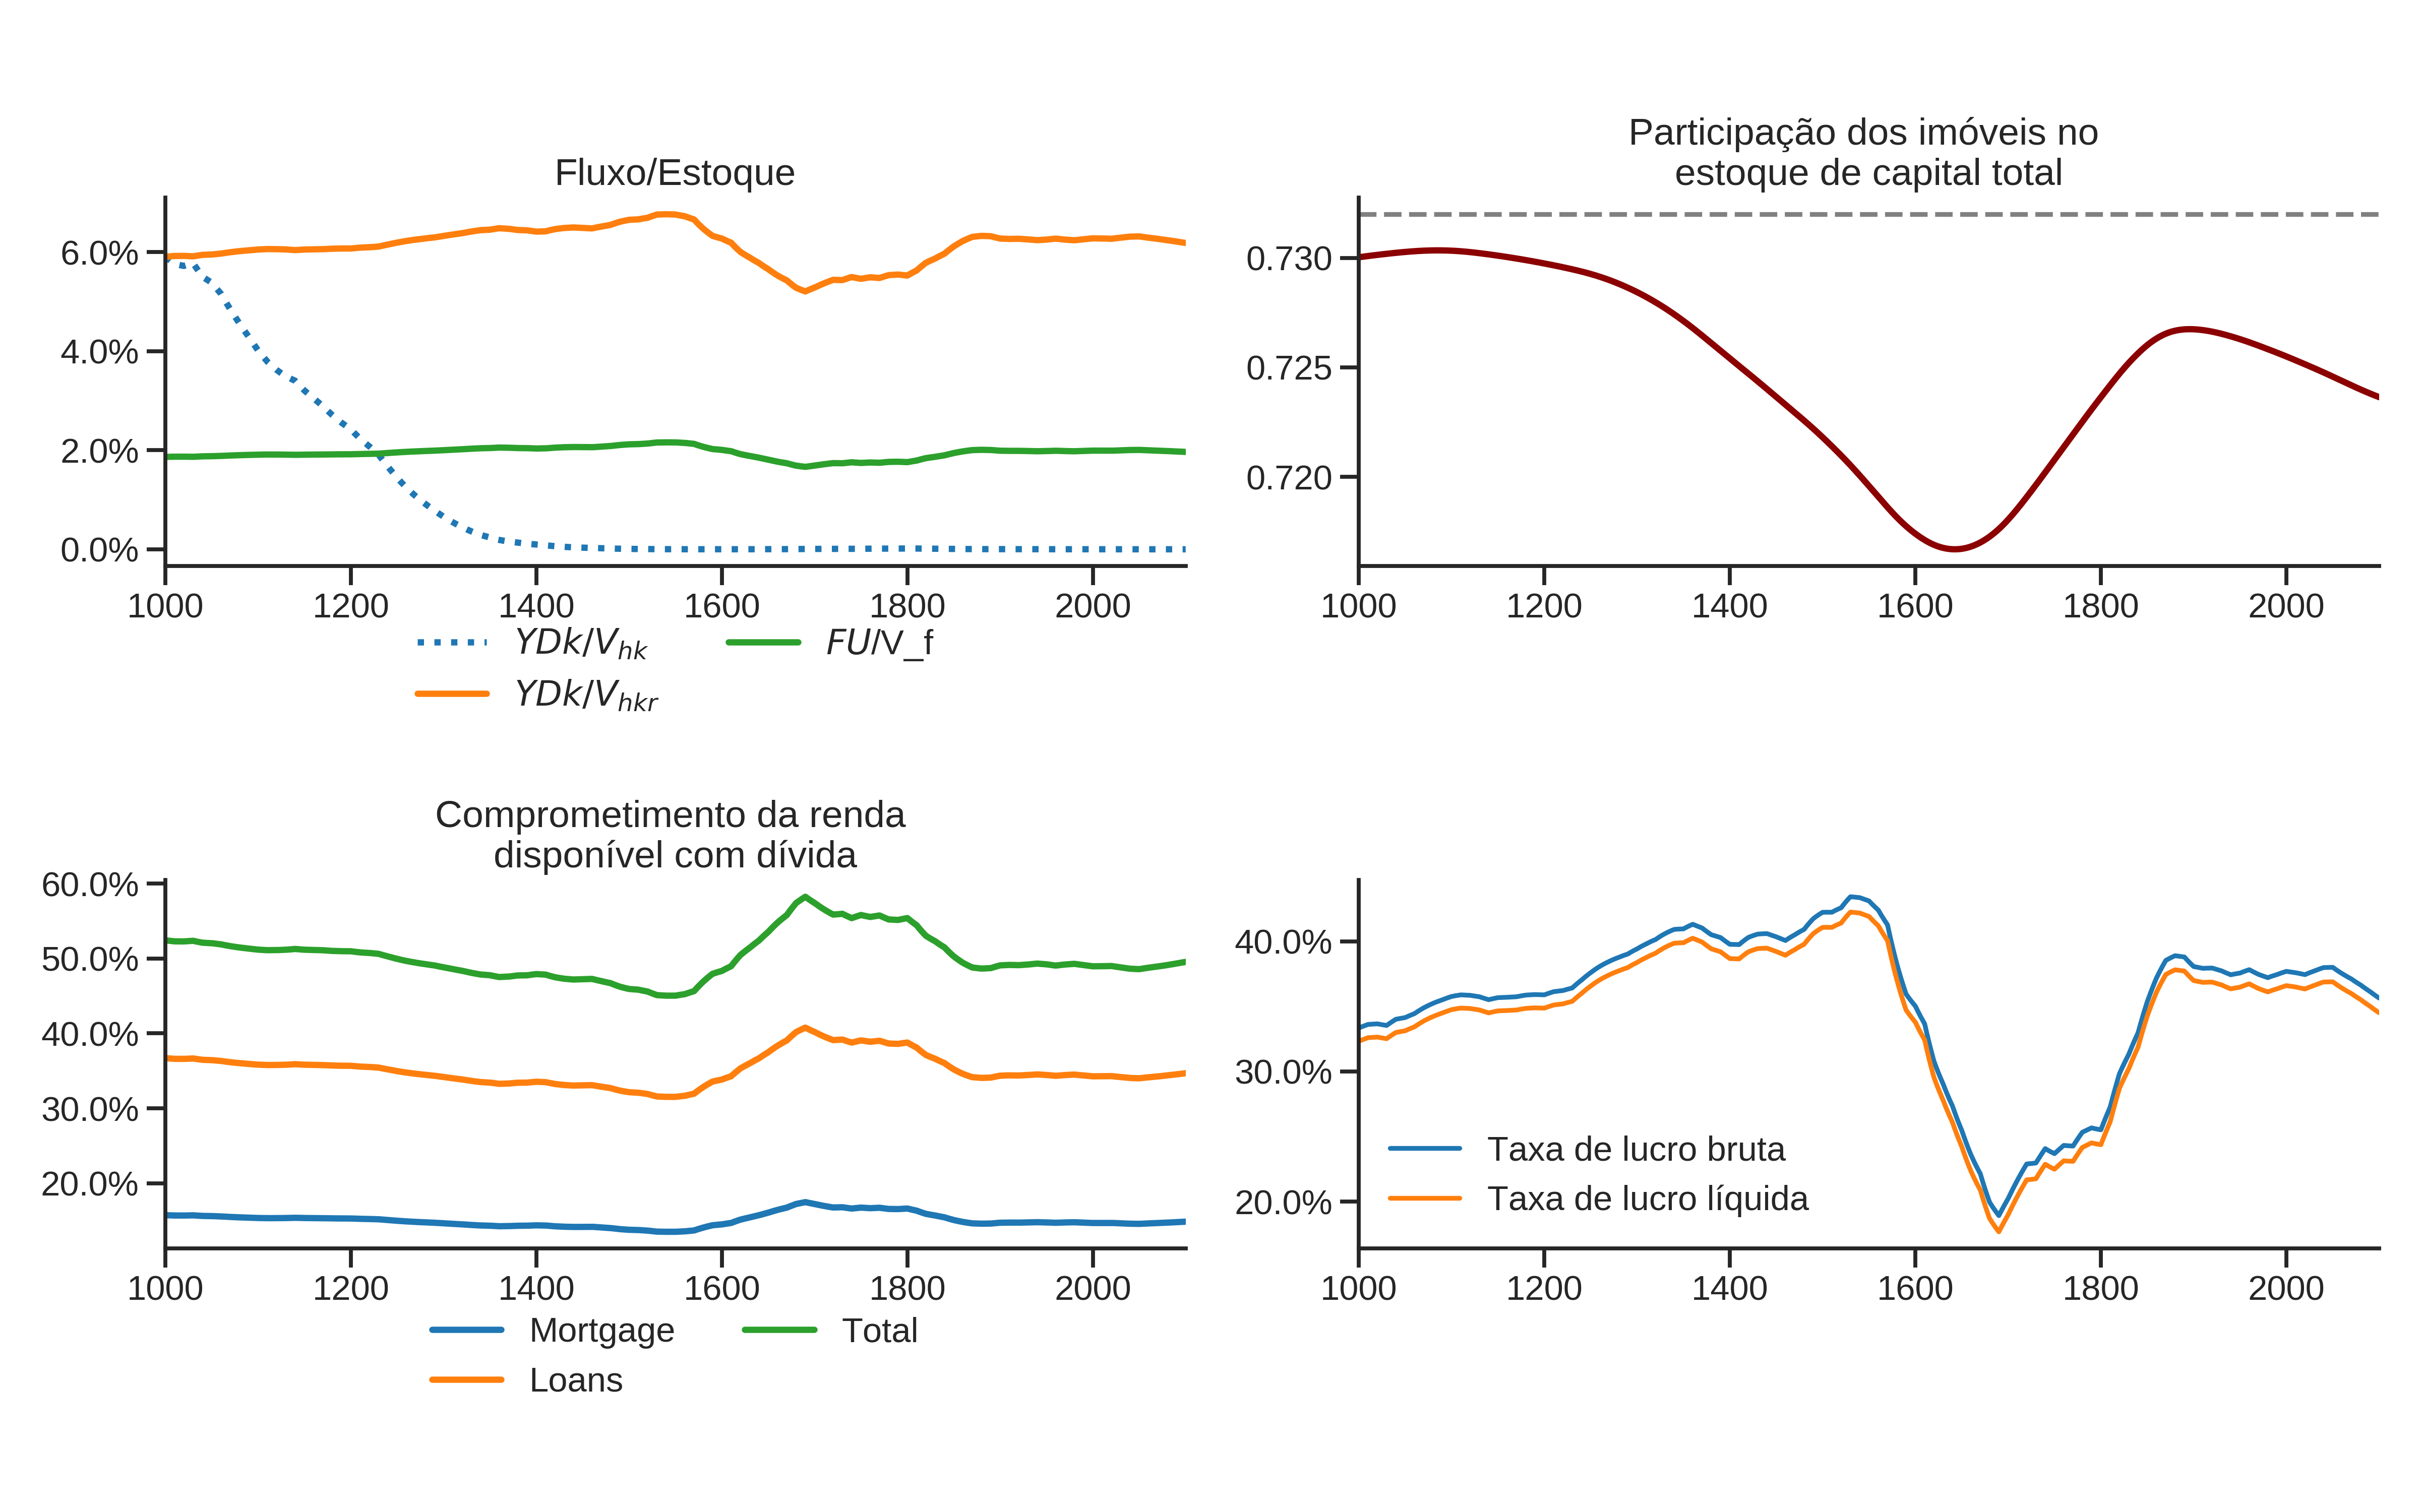 Fluxo/Estoque
6.0%
4.0%
2.0%
0.0%
1000 1200 1400 1600 1800 2000
YDk/V_hk FU/V_f
YDk/V_hkr
Participação dos imóveis no
estoque de capital total
0.730
0.725
0.720
1000 1200 1400 1600 1800 2000
Comprometimento da renda
disponível com dívida
60.0%
50.0%
40.0%
30.0%
20.0%
1000 1200 1400 1600 1800 2000
Mortgage Total
Loans
40.0%
30.0%
20.0%
Taxa de lucro bruta
Taxa de lucro líquida
1000 1200 1400 1600 1800 2000